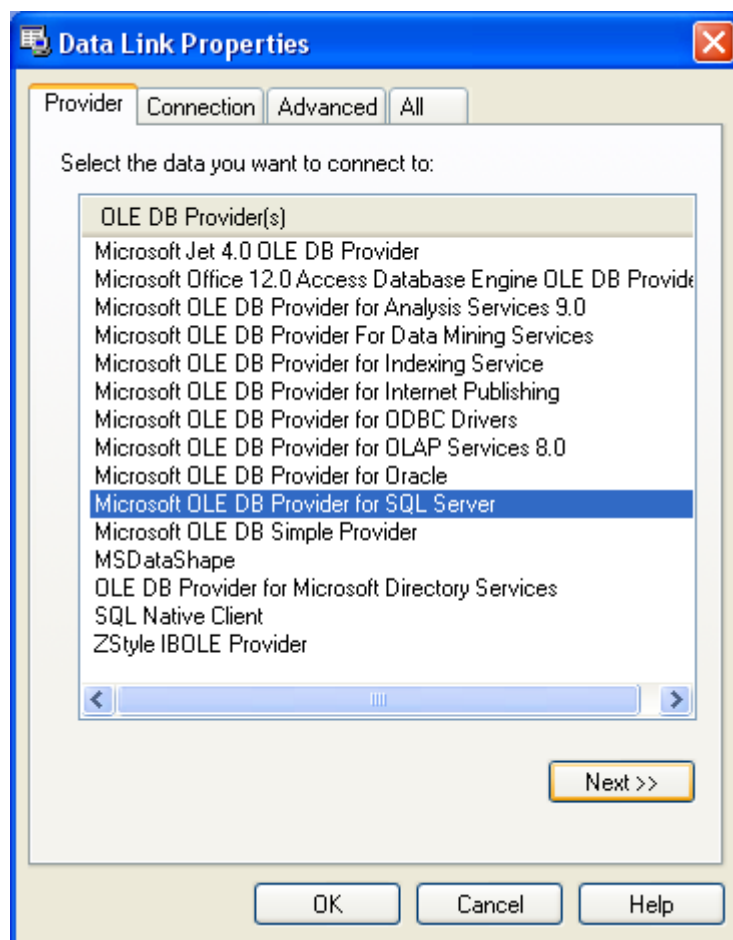 Data Link Properties
Provider Connection Advanced All
Select the data you want to connect to:
OLE DB Provider(s)
Microsoft Jet 4.0 OLE DB Provider
Microsoft Office 12.0 Access Database Engine OLE DB Provide
Microsoft OLE DB Provider for Analysis Services 9.0
Microsoft OLE DB Provider For Data Mining Services
Microsoft OLE DB Provider for Indexing Service
Microsoft OLE DB Provider for Internet Publishing
Microsoft OLE DB Provider for ODBC Drivers
Microsoft OLE DB Provider for OLAP Services 8.0
Microsoft OLE DB Provider for Oracle
Microsoft OLE DB Provider for SQL Server
Microsoft OLE DB Simple Provider
MSDataShape
OLE DB Provider for Microsoft Directory Services
SQL Native Client
ZStyle IBOLE Provider
Next >>
OK Cancel Help